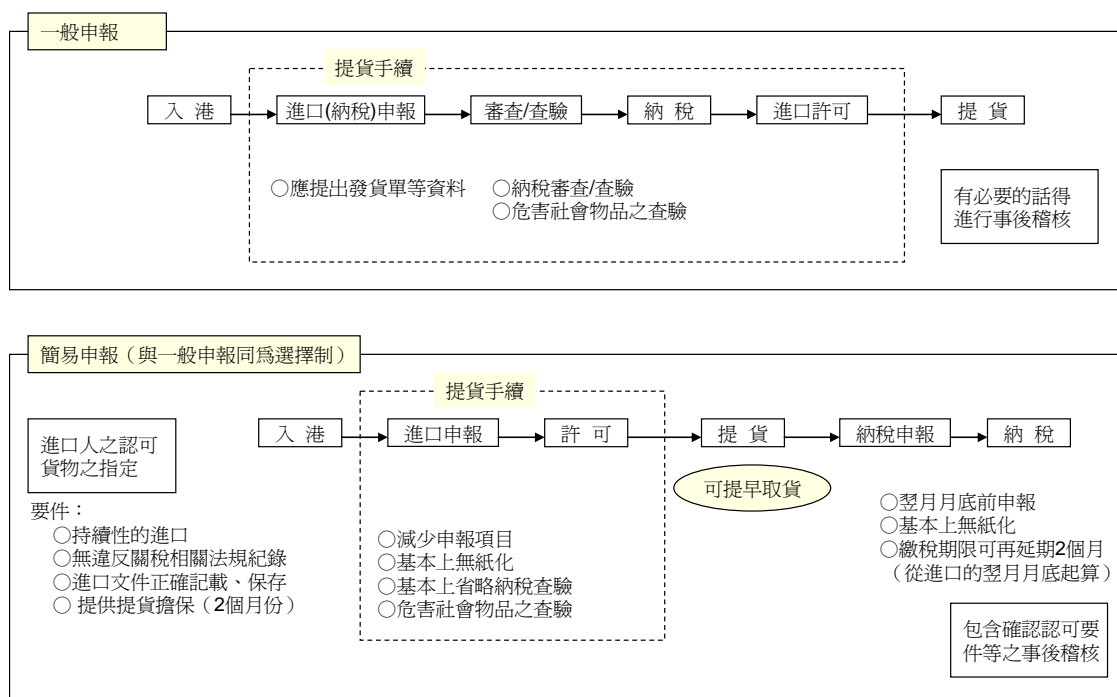 一般申報
提貨手續
入 港
進口(納稅)申報
審查/查驗
納 稅
進口許可
提 貨
○應提出發貨單等資料
○納稅審查/查驗
○危害社會物品之查驗
有必要的話得
進行事後稽核
簡易申報（與一般申報同為選擇制）
提貨手續
進口人之認可
貨物之指定
入 港
進口申報
許 可
提 貨
納稅申報
納 稅
可提早取貨
要件：
○持續性的進口
○無違反關稅相關法規紀錄
○進口文件正確記載、保存
○ 提供提貨擔保（2個月份）
○減少申報項目
○基本上無紙化
○基本上省略納稅查驗
○危害社會物品之查驗
○翌月月底前申報
○基本上無紙化
○繳稅期限可再延期2個月
（從進口的翌月月底起算）
包含確認認可要
件等之事後稽核